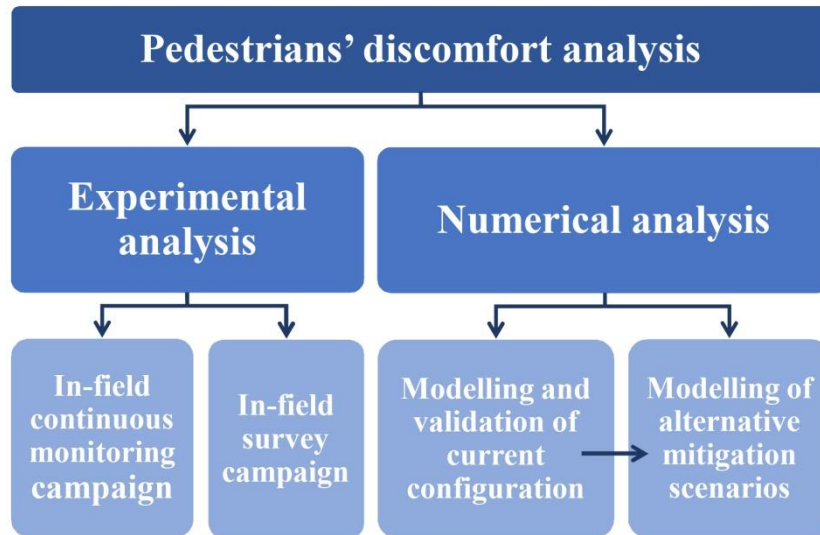 Pedestrians’ discomfort analysis
Experimental
analysis
Numerical analysis
In-field
continuous
monitoring
campaign
In-field
survey
campaign
Modelling and
validation of
current
configuration
Modelling of
alternative
mitigation
scenarios